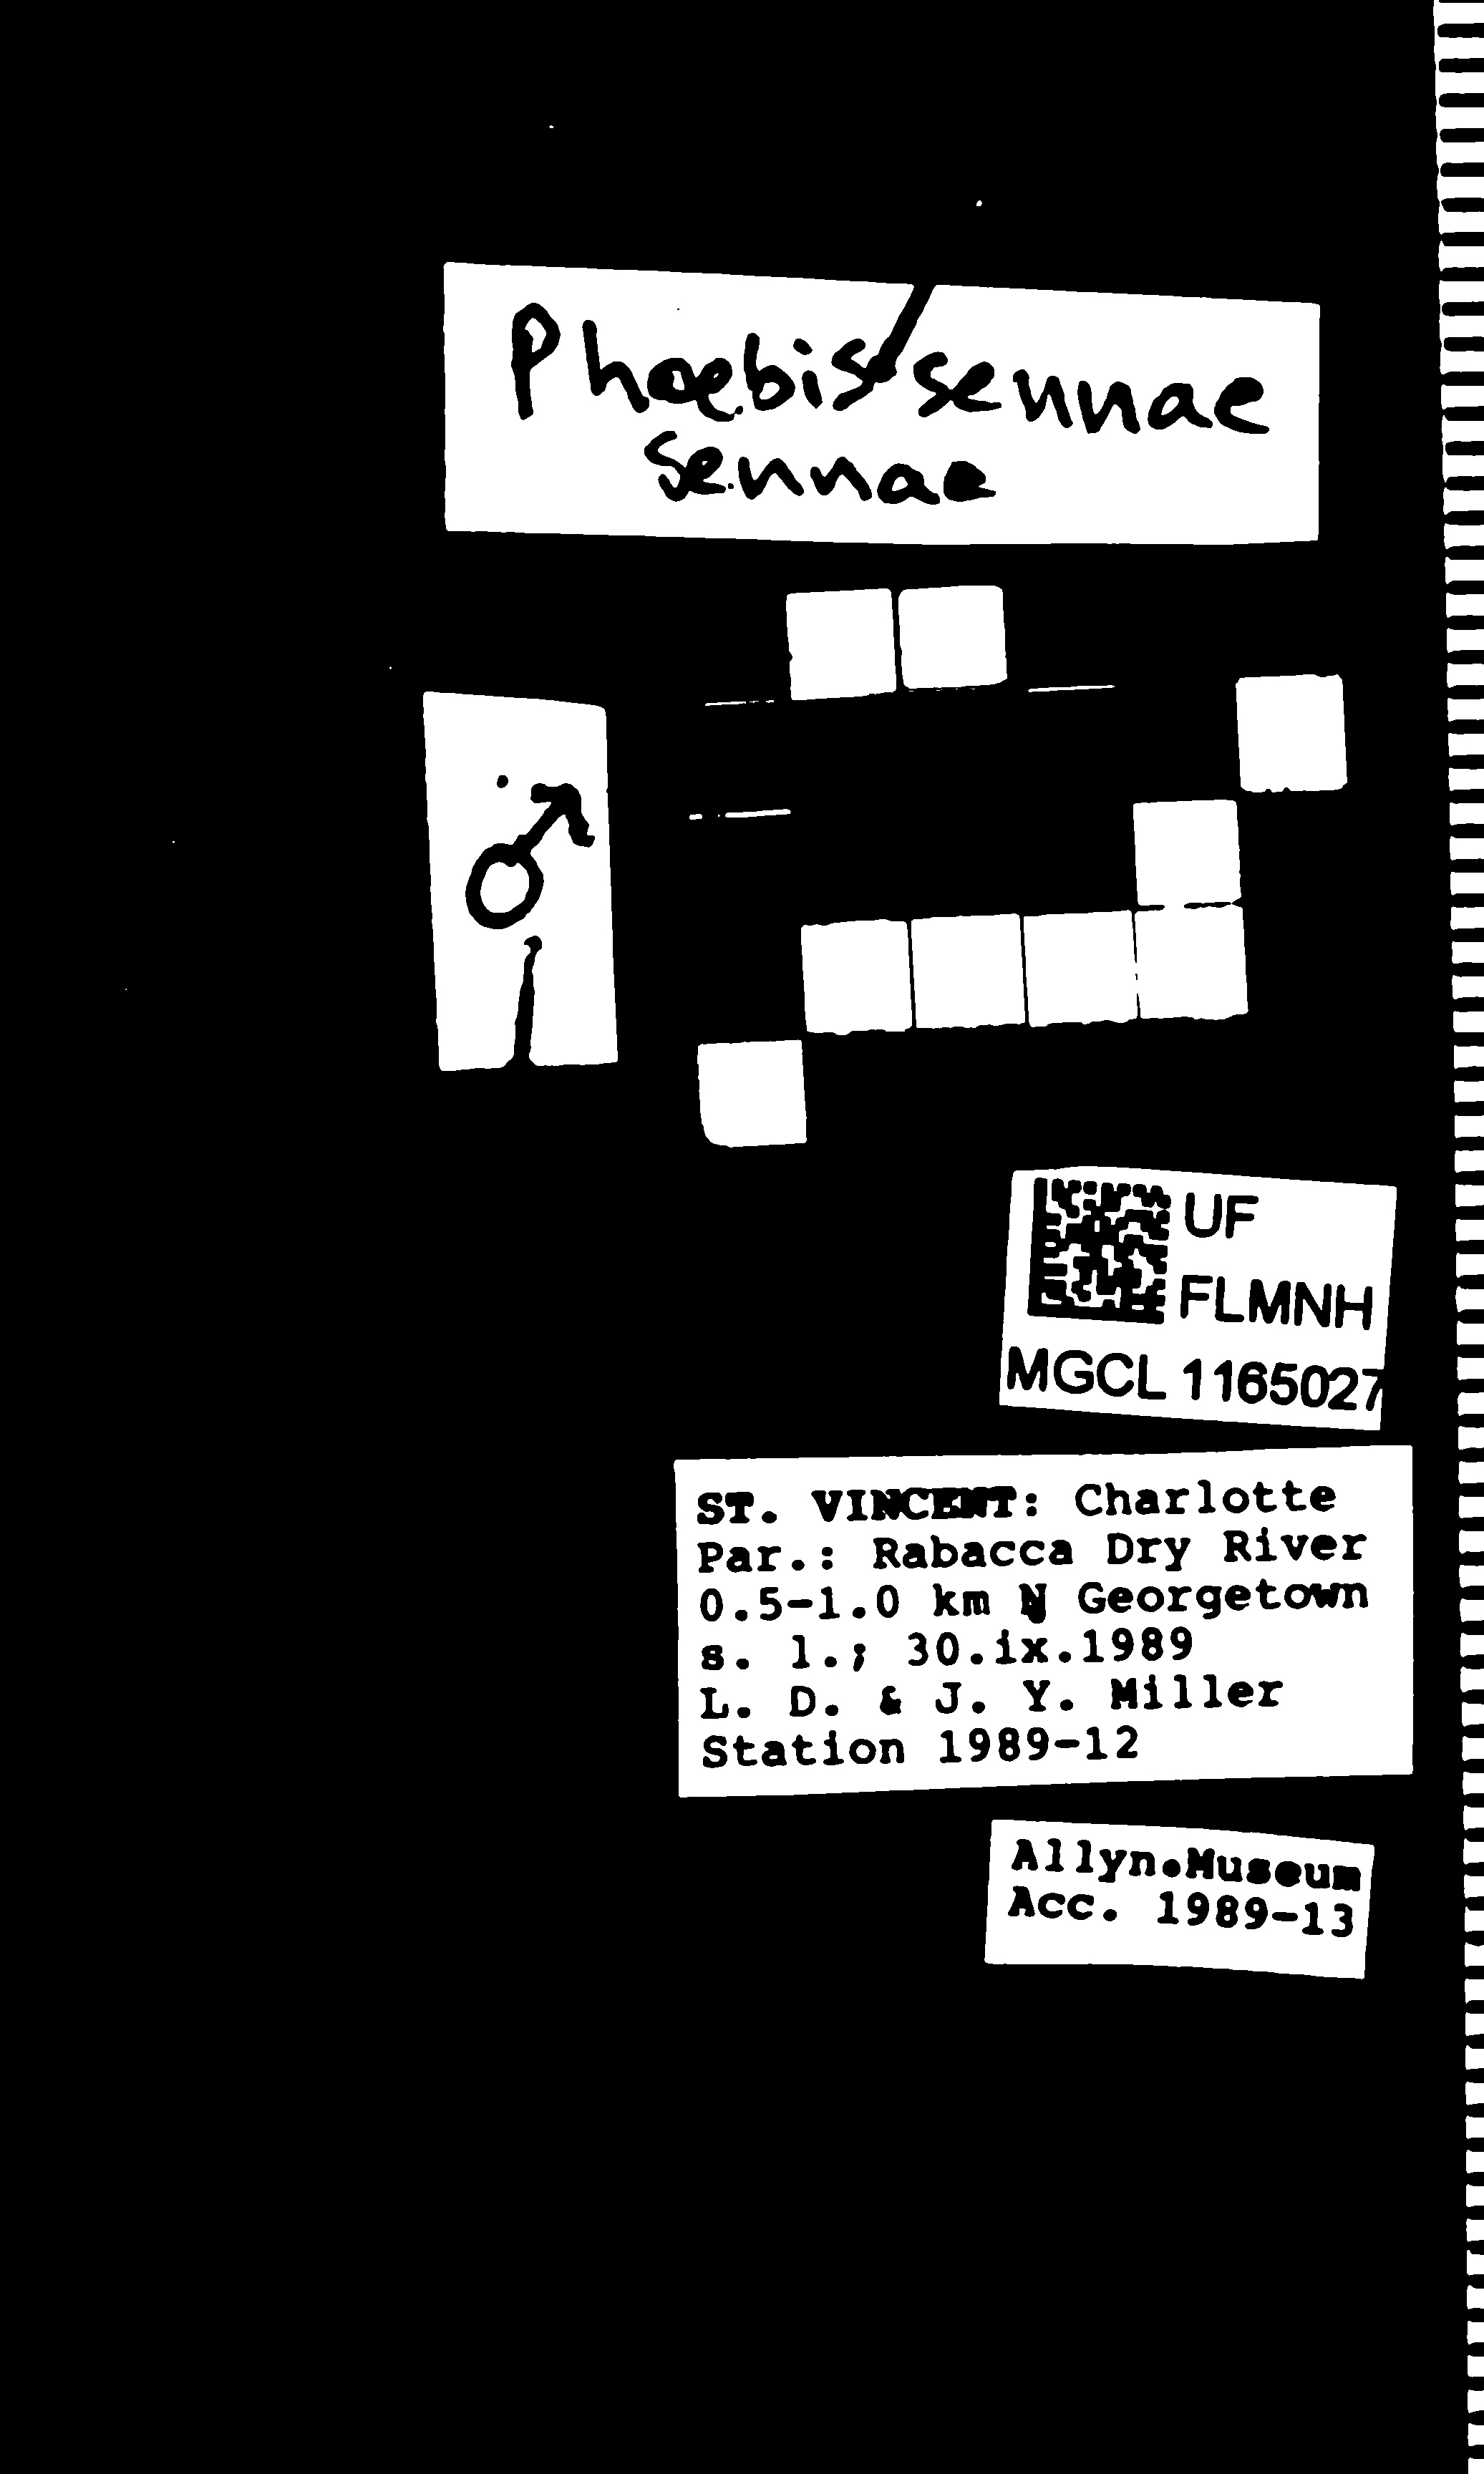 Phoebis sennae
sennae
♂
UF
FLMNH
MGCL 1165027
ST. VINCENT: Charlotte
Par.: Rabacca Dry River
0.5-1.0 km N Georgetown
s. l.; 30.ix.1989
L. D. & J. Y. Miller
Station 1989-12
Allyn Museum
Acc. 1989-13